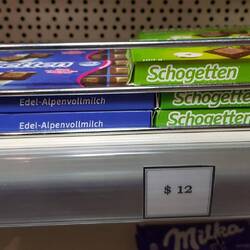 Schogetten
Edel-Alpenvollmilch
Schogetten
Edel-Alpenvollmilch
Schogetten
$ 12
Milka